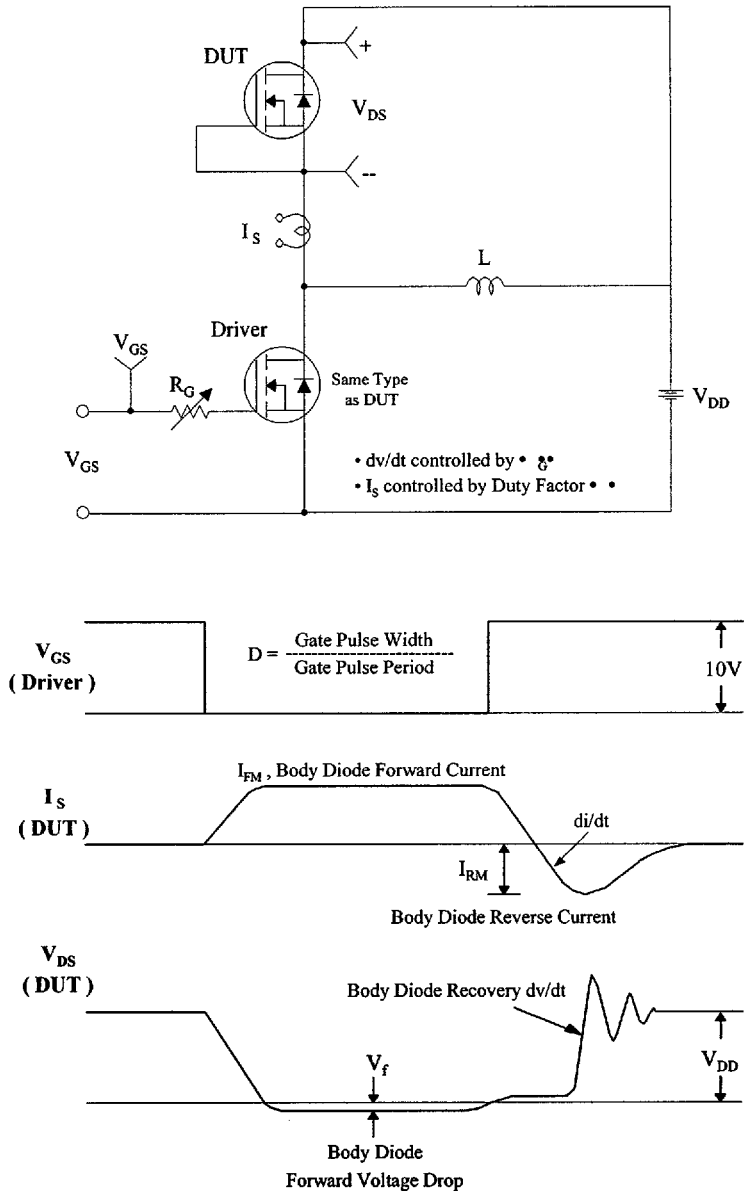 DUT
+
V_DS
--
I_S
L
Driver
V_GS
R_G
Same Type
as DUT
V_DD
V_GS
• dv/dt controlled by • G
• I_S controlled by Duty Factor • •
V_GS
( Driver )
D = Gate Pulse Width
Gate Pulse Period
10V
I_FM , Body Diode Forward Current
I_S
( DUT )
di/dt
I_RM
Body Diode Reverse Current
V_DS
( DUT )
Body Diode Recovery dv/dt
V_f
V_DD
Body Diode
Forward Voltage Drop